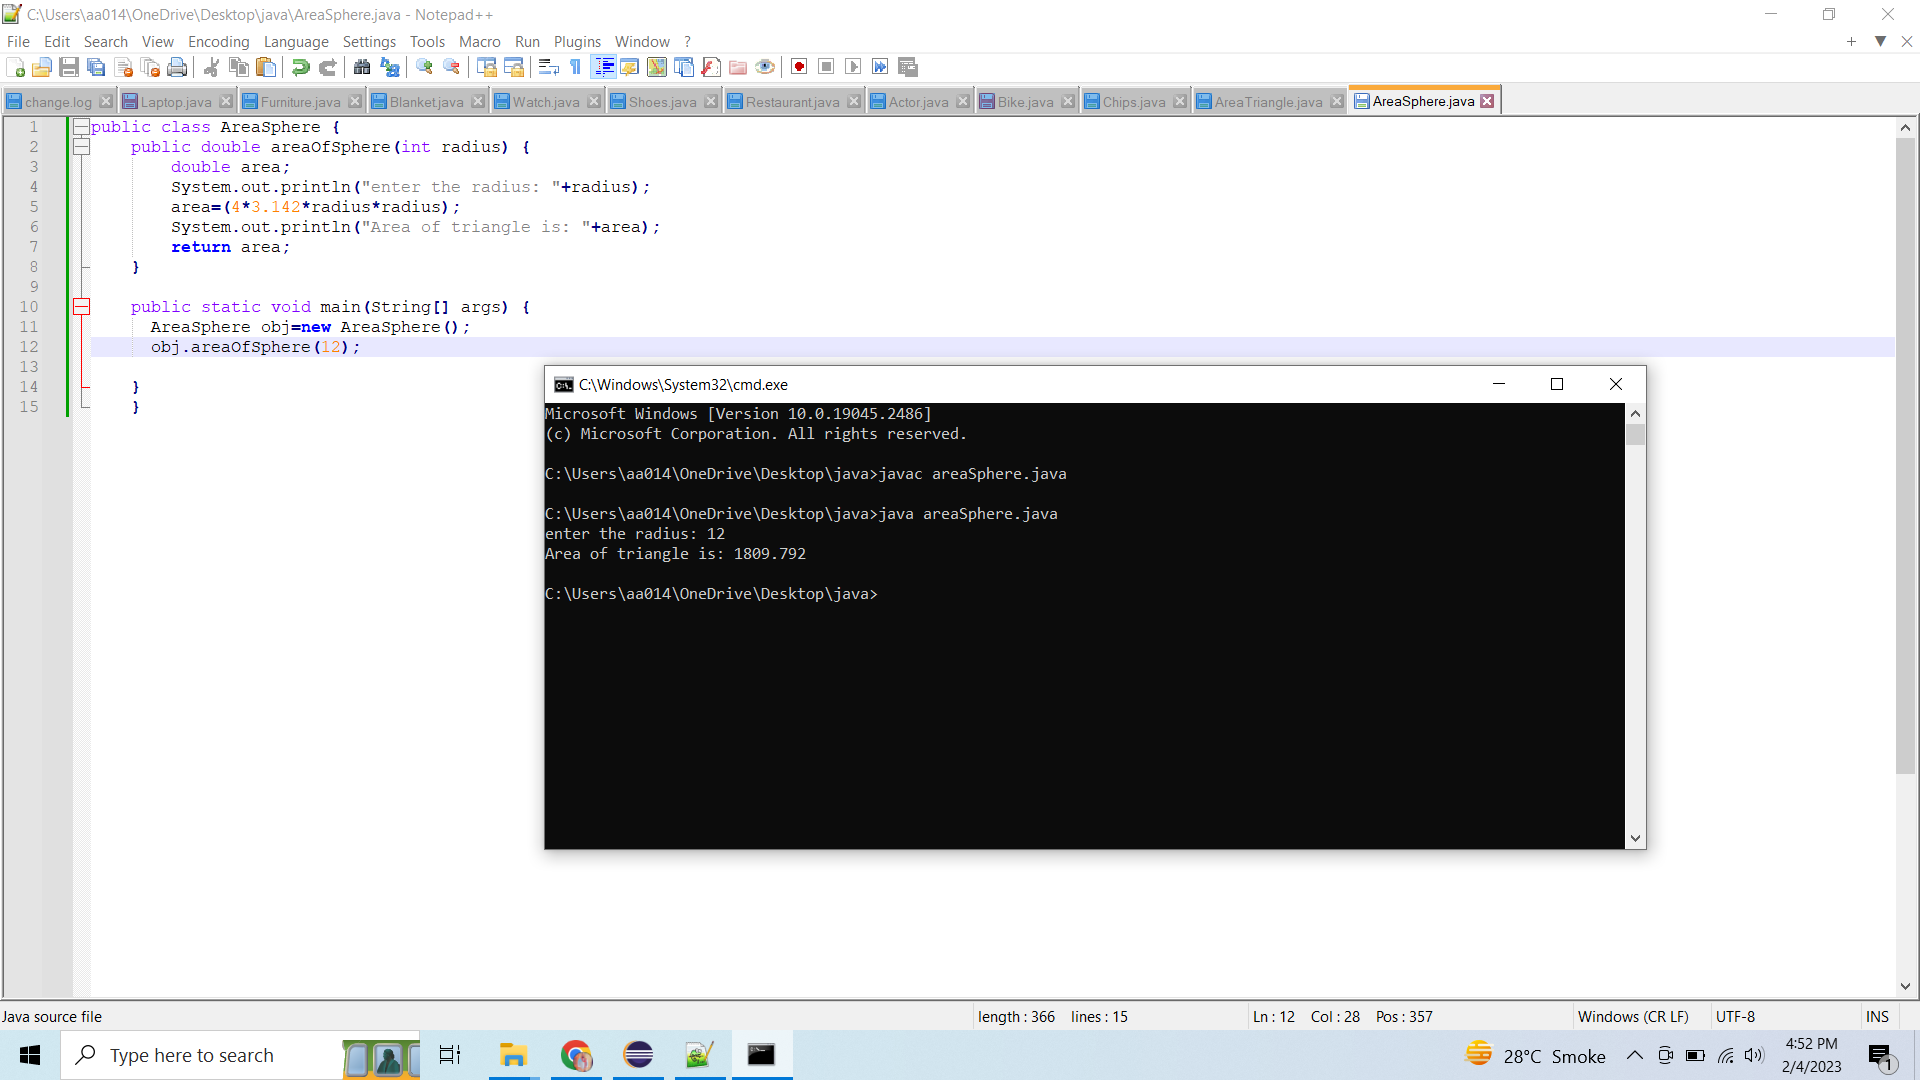 C:\Users\aa014\OneDrive\Desktop\java\AreaSphere.java - Notepad++
File Edit Search View Encoding Language Settings Tools Macro Run Plugins Window ?
change.log Laptop.java Furniture.java Blanket.java Watch.java Shoes.java Restaurant.java Actor.java Bike.java Chips.java AreaTriangle.java AreaSphere.java
1 public class AreaSphere {
2 public double areaOfSphere(int radius) {
3 double area;
4 System.out.println("enter the radius: "+radius);
5 area=(4*3.142*radius*radius);
6 System.out.println("Area of triangle is: "+area);
7 return area;
8 }
9
10 public static void main(String[] args) {
11 AreaSphere obj=new AreaSphere();
12 obj.areaOfSphere(12);
13
14 }
15 }
C:\Windows\System32\cmd.exe
Microsoft Windows [Version 10.0.19045.2486]
(c) Microsoft Corporation. All rights reserved.
C:\Users\aa014\OneDrive\Desktop\java>javac areaSphere.java
C:\Users\aa014\OneDrive\Desktop\java>java areaSphere.java
enter the radius: 12
Area of triangle is: 1809.792
C:\Users\aa014\OneDrive\Desktop\java>
Java source file length : 366 lines : 15 Ln : 12 Col : 28 Pos : 357 Windows (CR LF) UTF-8 INS
Type here to search 28°C Smoke 4:52 PM
2/4/2023
1